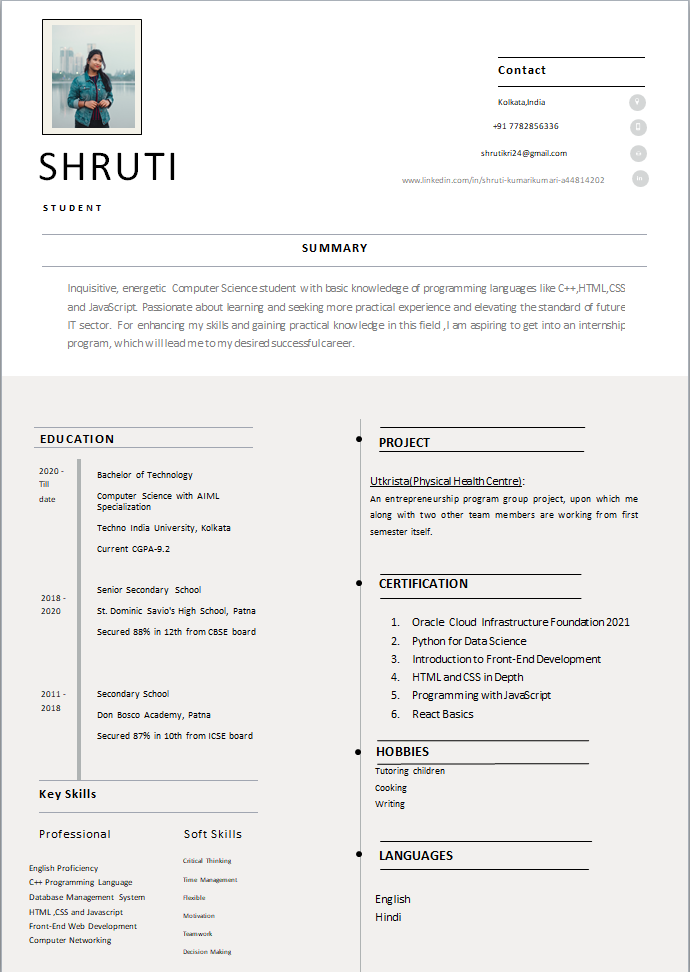 SHRUTI
STUDENT
Contact
Kolkata,India
+91 7782856336
shrutikri24@gmail.com
www.linkedin.com/in/shruti-kumarikumari-a44814202
SUMMARY
Inquisitive, energetic Computer Science student with basic knowledege of programming languages like C++,HTML,CSS
and JavaScript. Passionate about learning and seeking more practical experience and elevating the standard of future
IT sector. For enhancing my skills and gaining practical knowledge in this field ,I am aspiring to get into an internship
program, which will lead me to my desired successful career.
EDUCATION
2020 -
Till
date
Bachelor of Technology
Computer Science with AIML
Specialization
Techno India University, Kolkata
Current CGPA-9.2
2018 -
2020
Senior Secondary School
St. Dominic Savio's High School, Patna
Secured 88% in 12th from CBSE board
2011 -
2018
Secondary School
Don Bosco Academy, Patna
Secured 87% in 10th from ICSE board
Key Skills
Professional
English Proficiency
C++ Programming Language
Database Management System
HTML ,CSS and Javascript
Front-End Web Development
Computer Networking
Soft Skills
Critical Thinking
Time Management
Flexible
Motivation
Teamwork
Decision Making
PROJECT
Utkrista(Physical Health Centre):
An entrepreneurship program group project, upon which me
along with two other team members are working from first
semester itself.
CERTIFICATION
1. Oracle Cloud Infrastructure Foundation 2021
2. Python for Data Science
3. Introduction to Front-End Development
4. HTML and CSS in Depth
5. Programming with JavaScript
6. React Basics
HOBBIES
Tutoring children
Cooking
Writing
LANGUAGES
English
Hindi